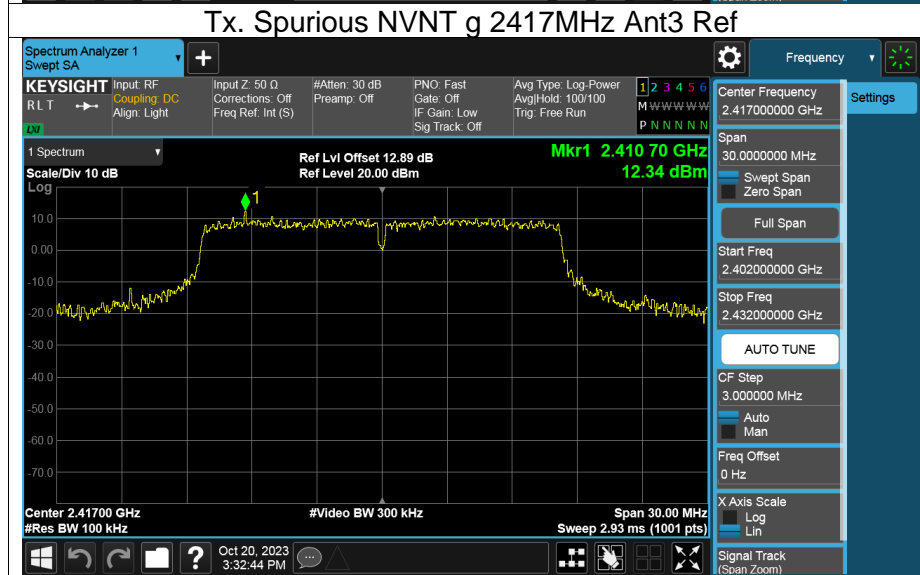 Tx. Spurious NVNT g 2417MHz Ant3 Ref
Spectrum Analyzer 1
Swept SA
+
Frequency
KEYSIGHT
R L T
LXI
Input: RF
Coupling: DC
Align: Light
Input Z: 50 Ω
Corrections: Off
Freq Ref: Int (S)
#Atten: 30 dB
Preamp: Off
PNO: Fast
Gate: Off
IF Gain: Low
Sig Track: Off
Avg Type: Log-Power
Avg|Hold: 100/100
Trig: Free Run
1 2 3 4 5 6
M W W W W W
P N N N N N
Center Frequency
2.417000000 GHz
Settings
1 Spectrum
Scale/Div 10 dB
Ref Lvl Offset 12.89 dB
Ref Level 20.00 dBm
Mkr1 2.410 70 GHz
12.34 dBm
Log
1
10.0
0.00
-10.0
-20.0
-30.0
-40.0
-50.0
-60.0
-70.0
Span
30.0000000 MHz
Swept Span
Zero Span
Full Span
Start Freq
2.402000000 GHz
Stop Freq
2.432000000 GHz
AUTO TUNE
CF Step
3.000000 MHz
Auto
Man
Freq Offset
0 Hz
X Axis Scale
Log
Lin
Signal Track
(Span Zoom)
Center 2.41700 GHz
#Res BW 100 kHz
#Video BW 300 kHz
Span 30.00 MHz
Sweep 2.93 ms (1001 pts)
?
Oct 20, 2023
3:32:44 PM